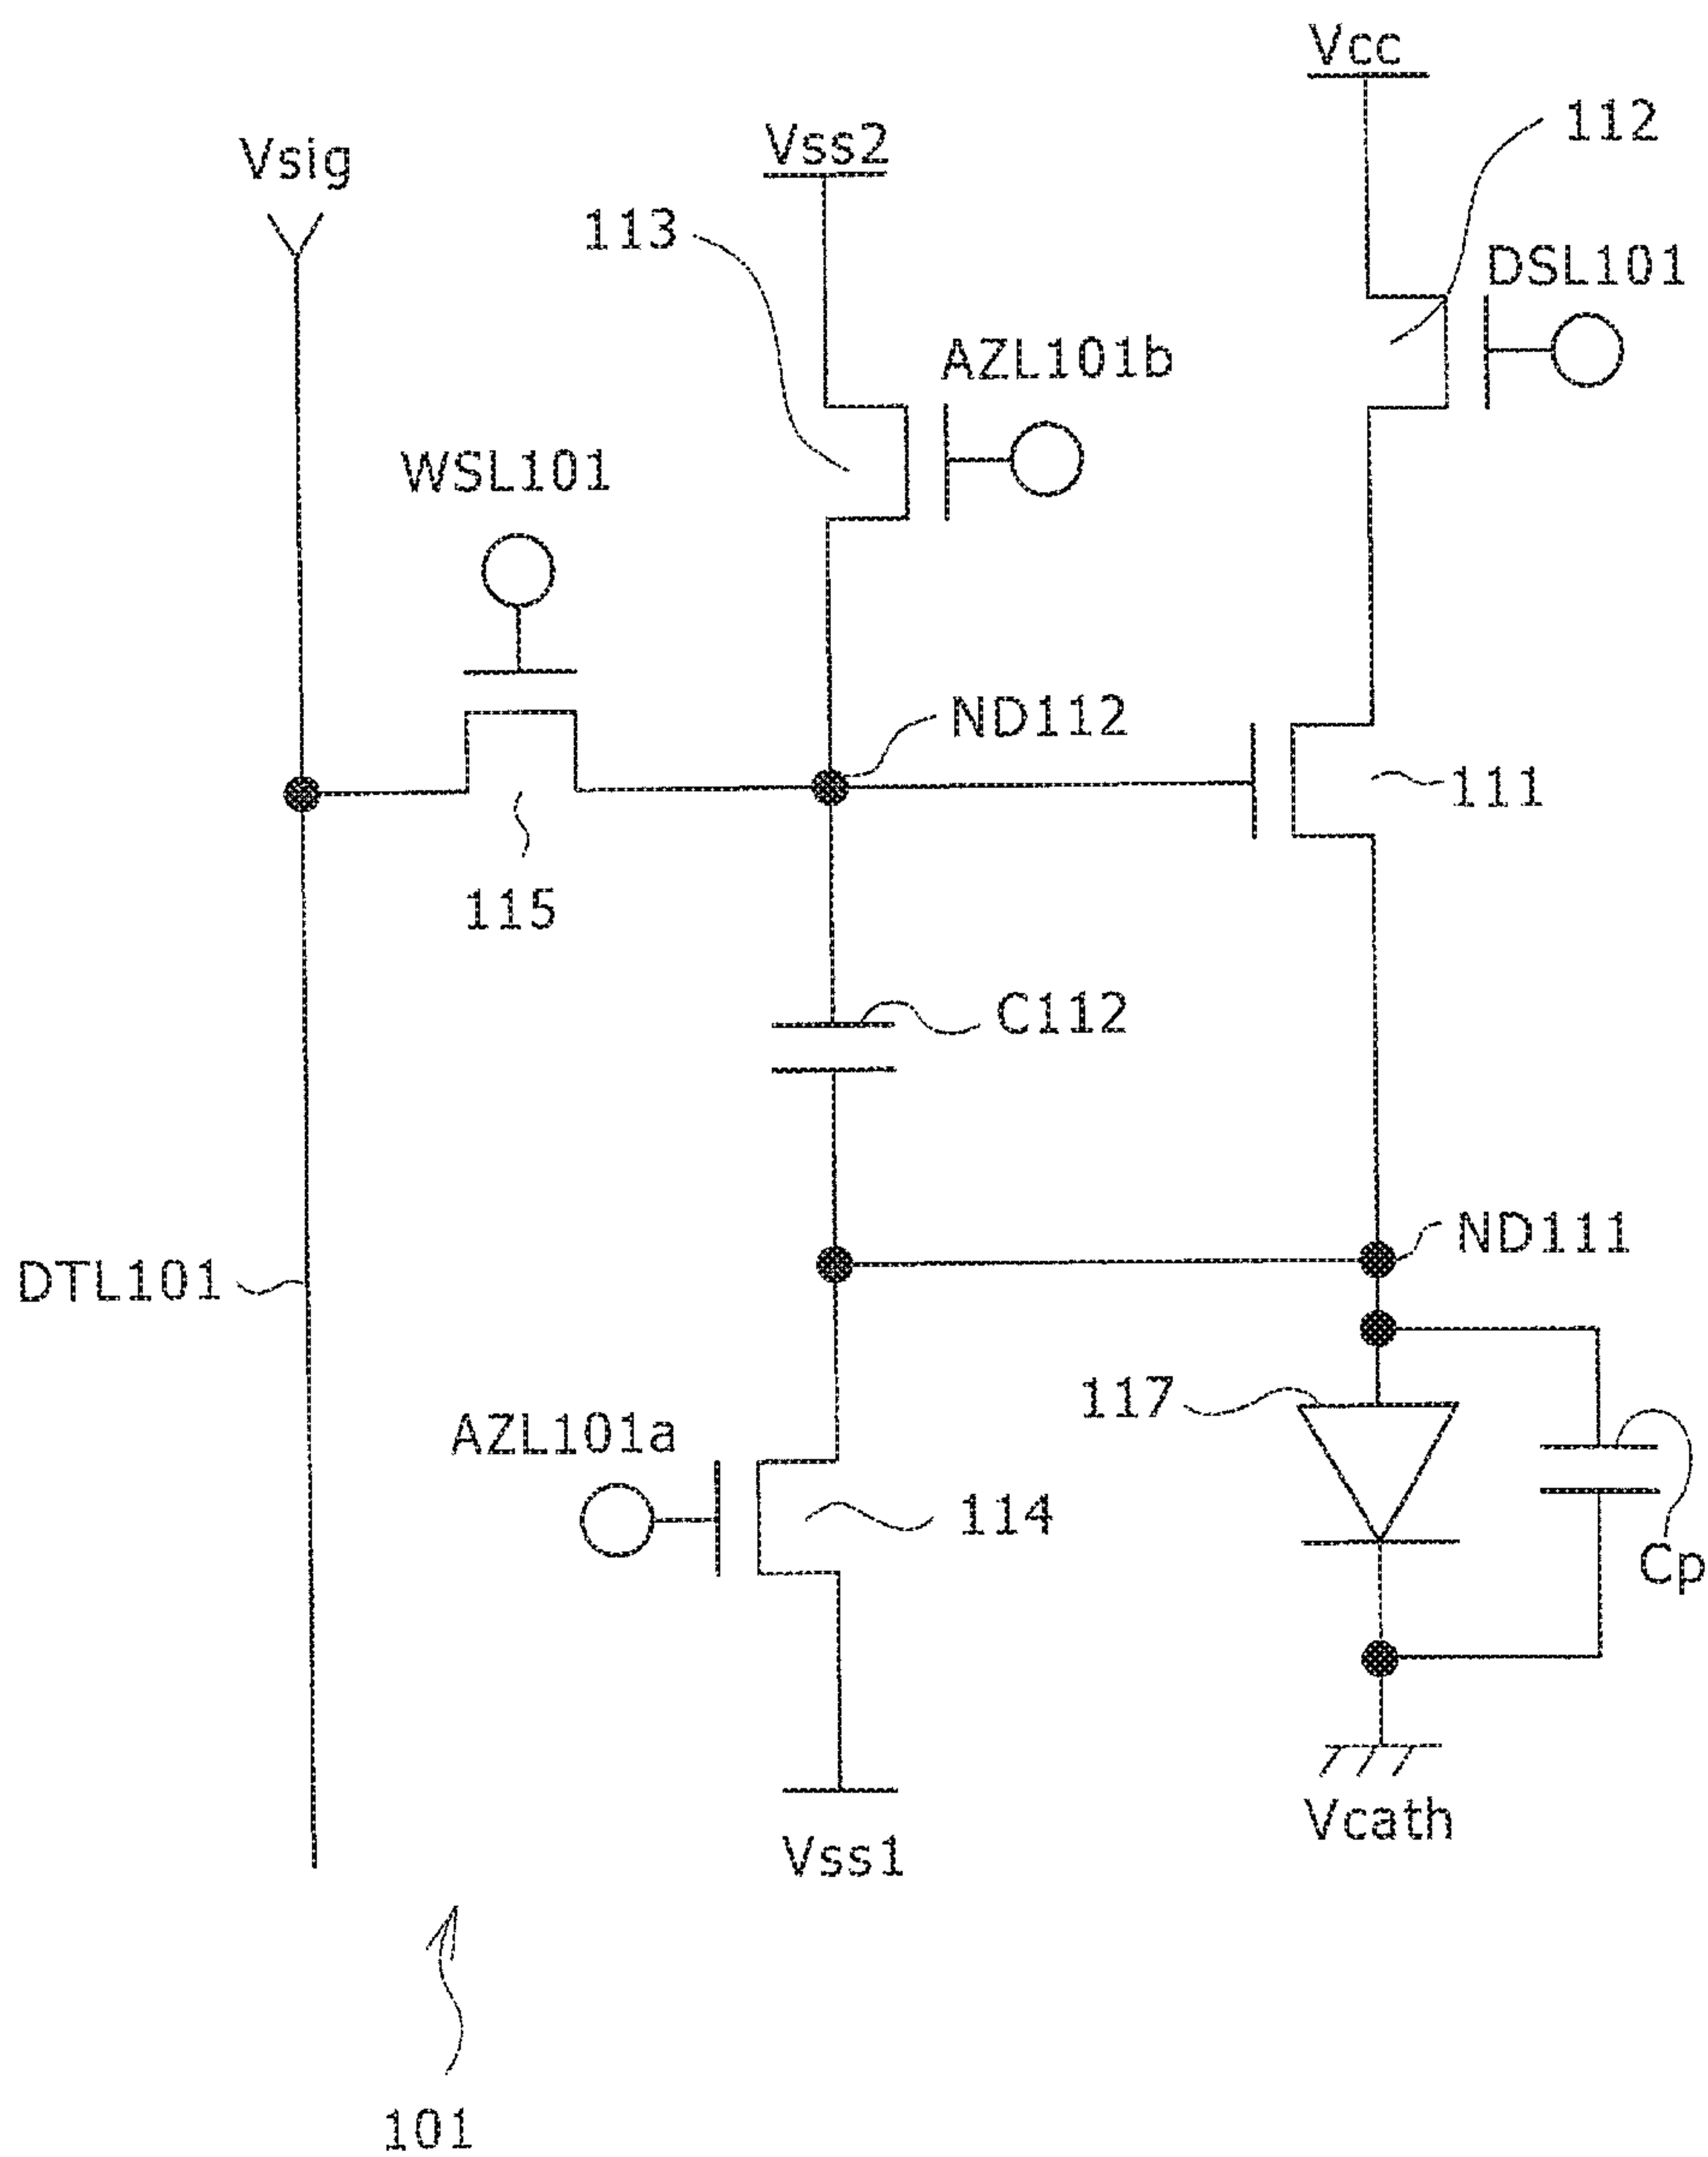 Vcc
112
Vss2
Vsig
113
DSL101
AZL101b
WSL101
ND112
111
115
C112
ND111
DTL101
117
AZL101a
114
Cp
Vcath
Vss1
101